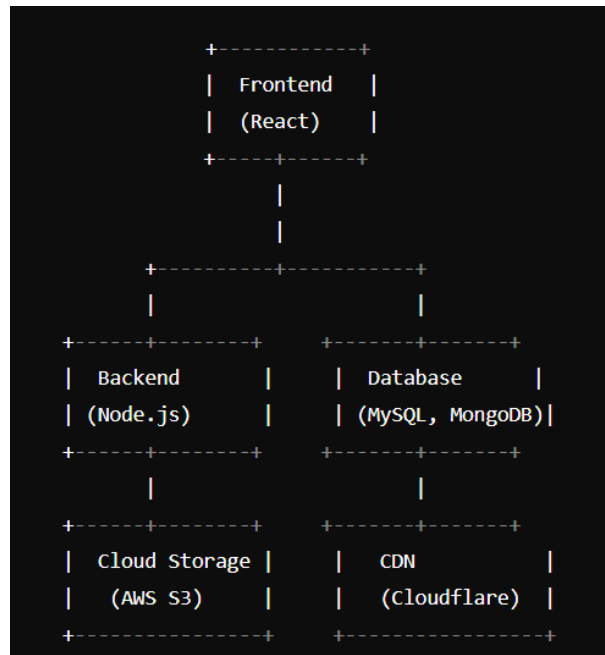 Frontend
(React)
Backend
Database
(Node.js)
(MySQL, MongoDB)
Cloud Storage
CDN
(AWS S3)
(Cloudflare)